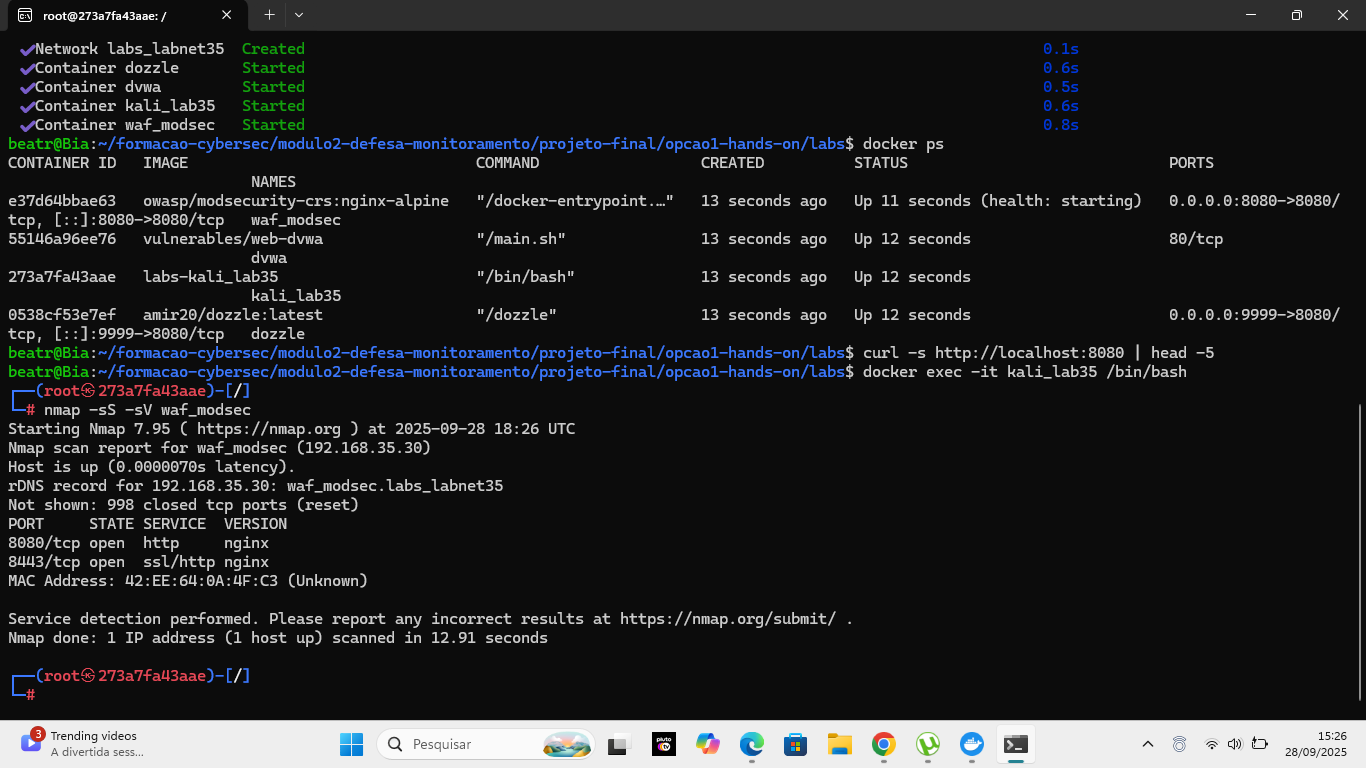 root@273a7fa43aae: /
Network labs_labnet35 Created 0.1s
Container dozzle Started 0.6s
Container dvwa Started 0.5s
Container kali_lab35 Started 0.6s
Container waf_modsec Started 0.8s
beatr@Bia:~/formacao-cybersec/modulo2-defesa-monitoramento/projeto-final/opcao1-hands-on/labs$ docker ps
CONTAINER ID IMAGE COMMAND CREATED STATUS PORTS
NAMES
e37d64bbae63 owasp/modsecurity-crs:nginx-alpine "/docker-entrypoint.…" 13 seconds ago Up 11 seconds (health: starting) 0.0.0.0:8080->8080/
tcp, [::]:8080->8080/tcp waf_modsec
55146a96ee76 vulnerables/web-dvwa "/main.sh" 13 seconds ago Up 12 seconds 80/tcp
dvwa
273a7fa43aae labs-kali_lab35 "/bin/bash" 13 seconds ago Up 12 seconds
kali_lab35
0538cf53e7ef amir20/dozzle:latest "/dozzle" 13 seconds ago Up 12 seconds 0.0.0.0:9999->8080/
tcp, [::]:9999->8080/tcp dozzle
beatr@Bia:~/formacao-cybersec/modulo2-defesa-monitoramento/projeto-final/opcao1-hands-on/labs$ curl -s http://localhost:8080 | head -5
beatr@Bia:~/formacao-cybersec/modulo2-defesa-monitoramento/projeto-final/opcao1-hands-on/labs$ docker exec -it kali_lab35 /bin/bash
┌──(root㉿273a7fa43aae)-[/]
└─# nmap -sS -sV waf_modsec
Starting Nmap 7.95 ( https://nmap.org ) at 2025-09-28 18:26 UTC
Nmap scan report for waf_modsec (192.168.35.30)
Host is up (0.0000070s latency).
rDNS record for 192.168.35.30: waf_modsec.labs_labnet35
Not shown: 998 closed tcp ports (reset)
PORT STATE SERVICE VERSION
8080/tcp open http nginx
8443/tcp open ssl/http nginx
MAC Address: 42:EE:64:0A:4F:C3 (Unknown)
Service detection performed. Please report any incorrect results at https://nmap.org/submit/ .
Nmap done: 1 IP address (1 host up) scanned in 12.91 seconds
┌──(root㉿273a7fa43aae)-[/]
└─#
3
Trending videos
A divertida sess...
Pesquisar
pluto tv
15:26
28/09/2025